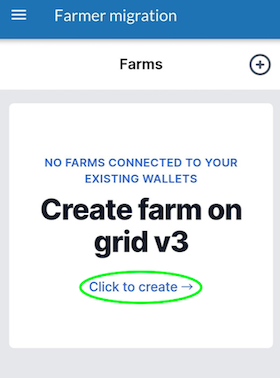 Farmer migration
Farms
NO FARMS CONNECTED TO YOUR
EXISTING WALLETS
Create farm on
grid v3
Click to create →